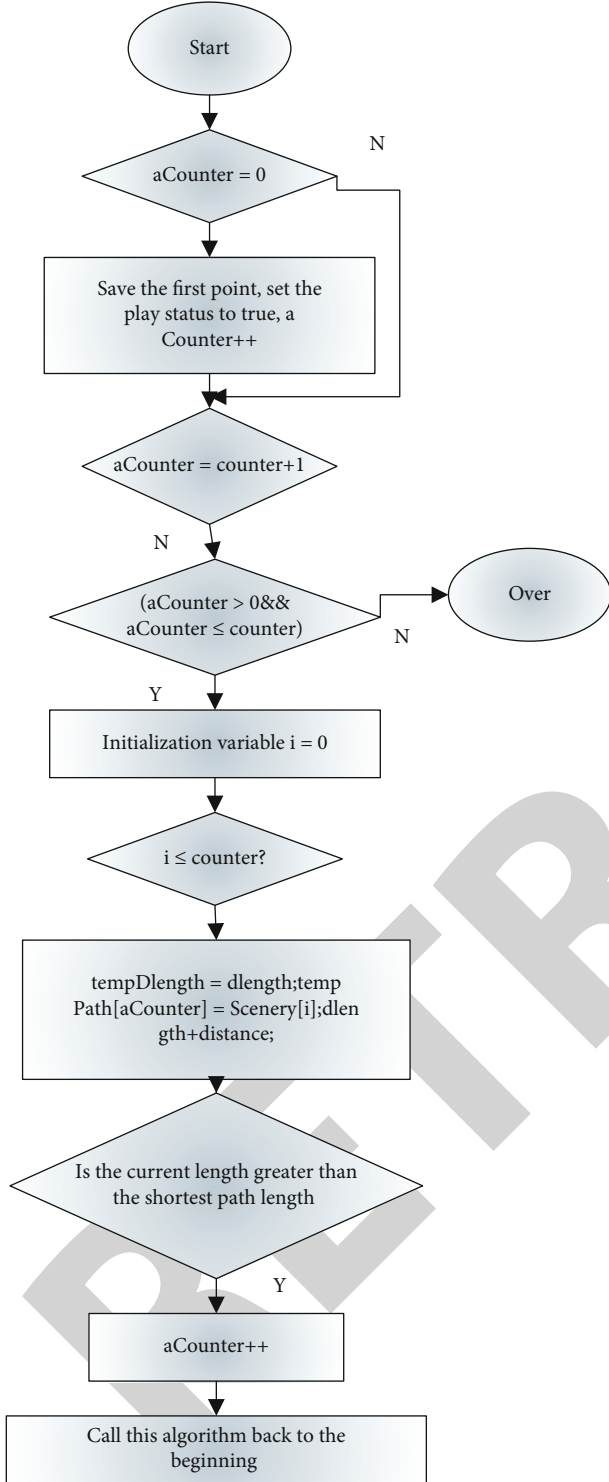 Start
N
aCounter = 0
Save the first point, set the
play status to true, a
Counter++
aCounter = counter+1
N
(aCounter > 0&&
aCounter ≤ counter)
Over
N
Y
Initialization variable i = 0
i ≤ counter?
tempDlength = dlength;temp
Path[aCounter] = Scenery[i];dlen
gth+distance;
Is the current length greater than
the shortest path length
Y
aCounter++
Call this algorithm back to the
beginning
RETR